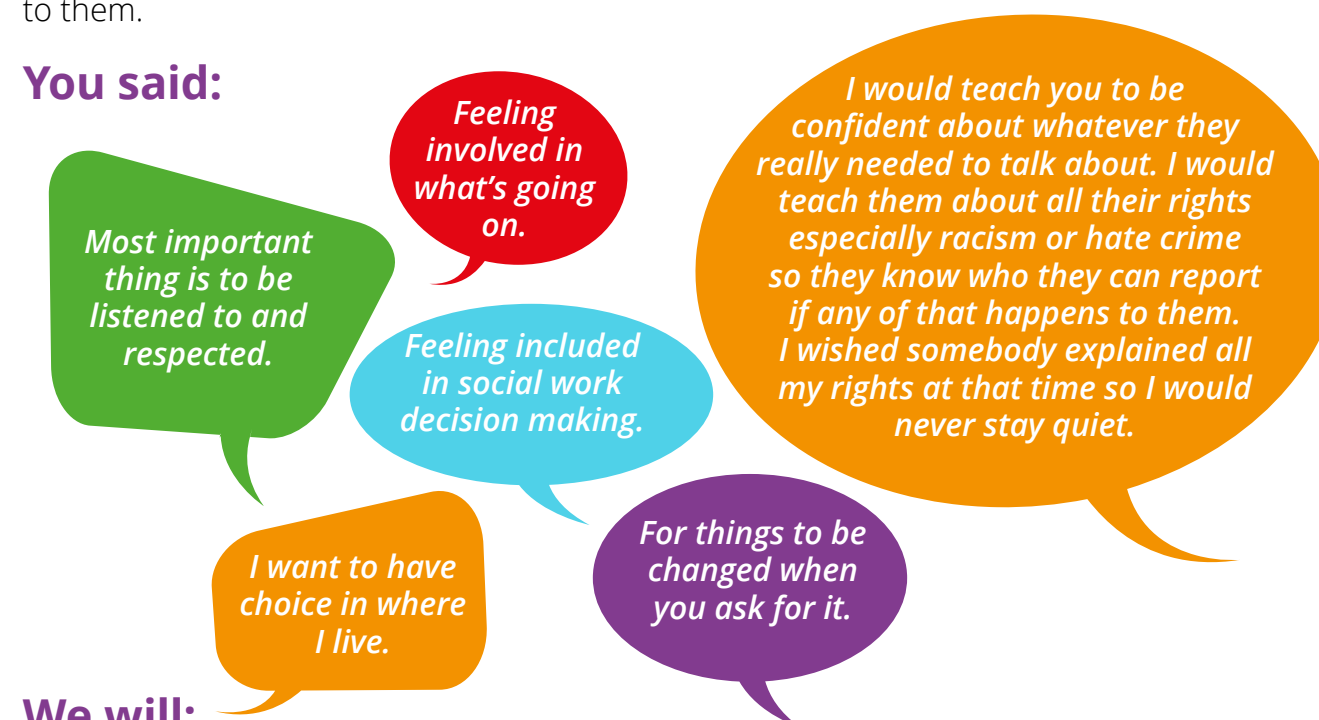 to them.
You said:
Feeling
involved in
what's going
on.
I would teach you to be
confident about whatever they
really needed to talk about. I would
teach them about all their rights
especially racism or hate crime
so they know who they can report
if any of that happens to them.
I wished somebody explained all
my rights at that time so I would
never stay quiet.
Most important
thing is to be
listened to and
respected.
Feeling included
in social work
decision making.
For things to be
changed when
you ask for it.
I want to have
choice in where
I live.
We will: